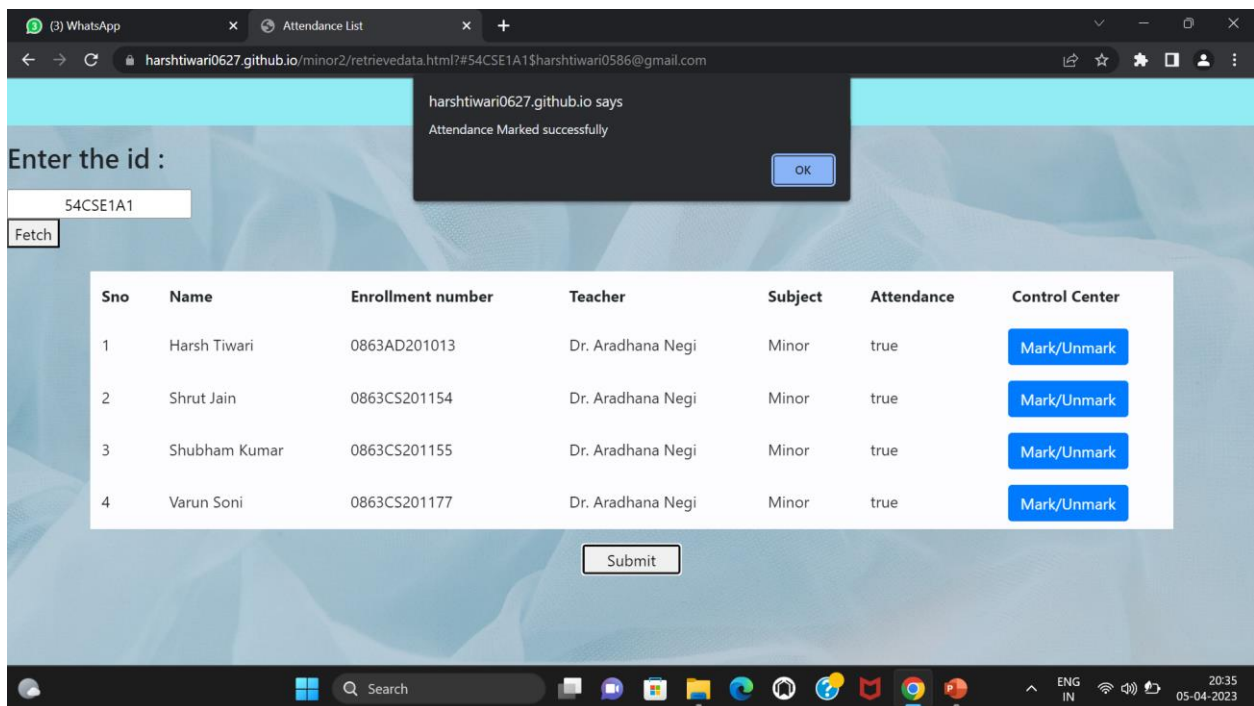 (3) WhatsApp
Attendance List
harshtiwari0627.github.io/minor2/retrievedata.html?#54CSE1A1$harshtiwari0586@gmail.com
harshtiwari0627.github.io says
Attendance Marked successfully
OK
Enter the id :
54CSE1A1
Fetch
Sno Name Enrollment number Teacher Subject Attendance Control Center
1 Harsh Tiwari 0863AD201013 Dr. Aradhana Negi Minor true Mark/Unmark
2 Shrut Jain 0863CS201154 Dr. Aradhana Negi Minor true Mark/Unmark
3 Shubham Kumar 0863CS201155 Dr. Aradhana Negi Minor true Mark/Unmark
4 Varun Soni 0863CS201177 Dr. Aradhana Negi Minor true Mark/Unmark
Submit
Search
ENG
IN
20:35
05-04-2023